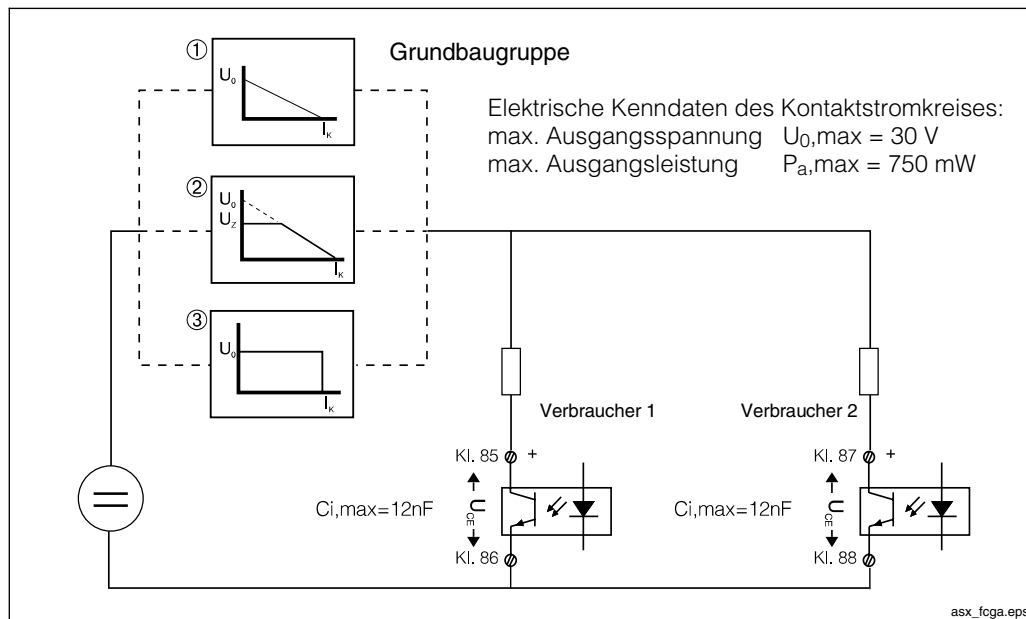 Grundbaugruppe
Elektrische Kenndaten des Kontaktstromkreises:
max. Ausgangsspannung U0,max = 30 V
max. Ausgangsleistung Pa,max = 750 mW
①
U0
IK
②
U0
UZ
IK
③
U0
IK
Verbraucher 1
Verbraucher 2
Kl. 85 +
Kl. 87 +
Ci,max=12nF
UCE
Ci,max=12nF
UCE
Kl. 86
Kl. 88
asx_fcga.eps